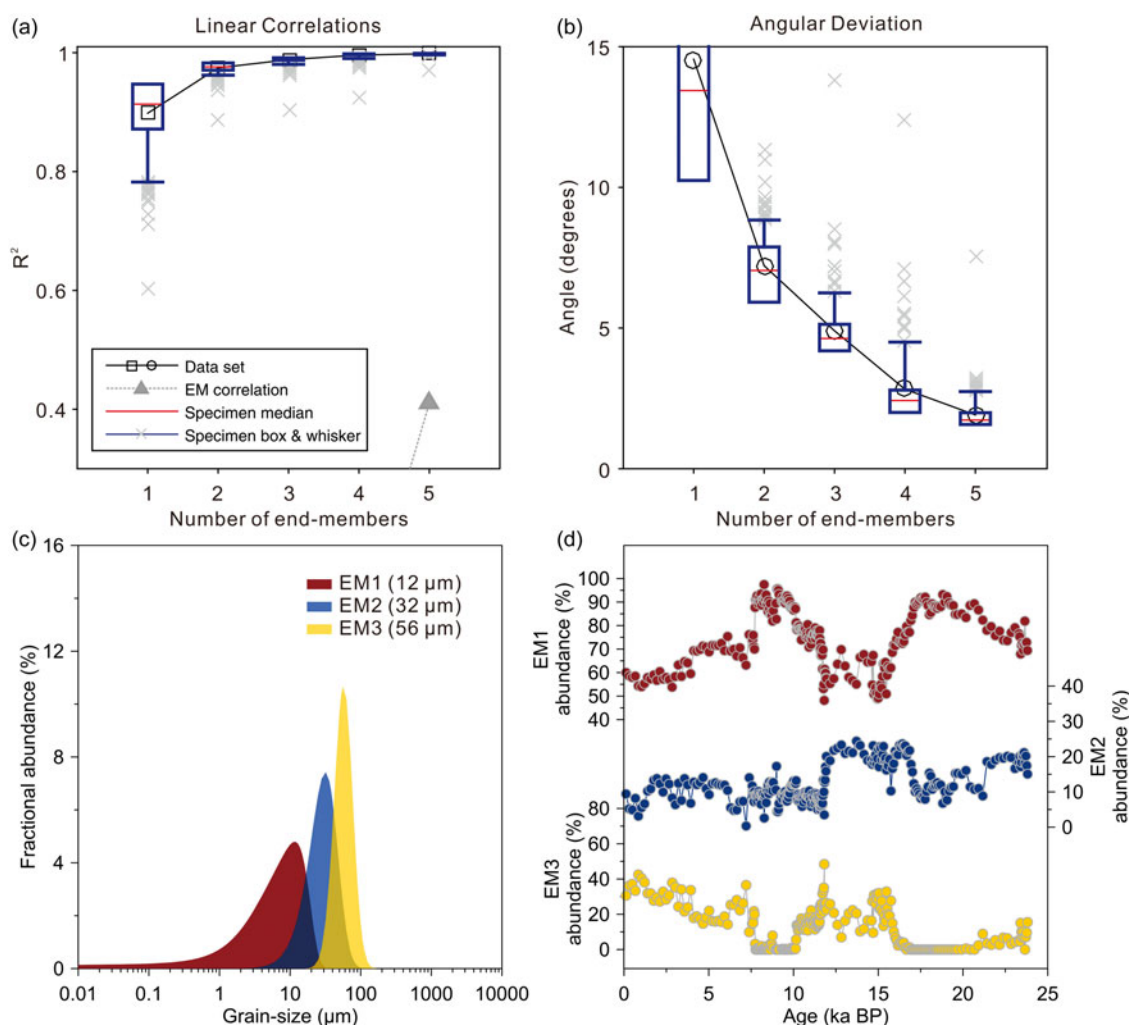 (a)
Linear Correlations
1
0.8
0.6
0.4
R²
Data set
EM correlation
Specimen median
Specimen box & whisker
1 2 3 4 5
Number of end-members
(b)
Angular Deviation
15
10
5
0
Angle (degrees)
1 2 3 4 5
Number of end-members
(c)
16
12
8
4
0
Fractional abundance (%)
EM1 (12 µm)
EM2 (32 µm)
EM3 (56 µm)
0.01 0.1 1 10 100 1000 10000
Grain-size (µm)
(d)
100
90
80
70
60
50
40
EM1
abundance (%)
40
30
20
10
0
EM2
abundance (%)
80
40
20
0
EM3
abundance (%)
0 5 10 15 20 25
Age (ka BP)